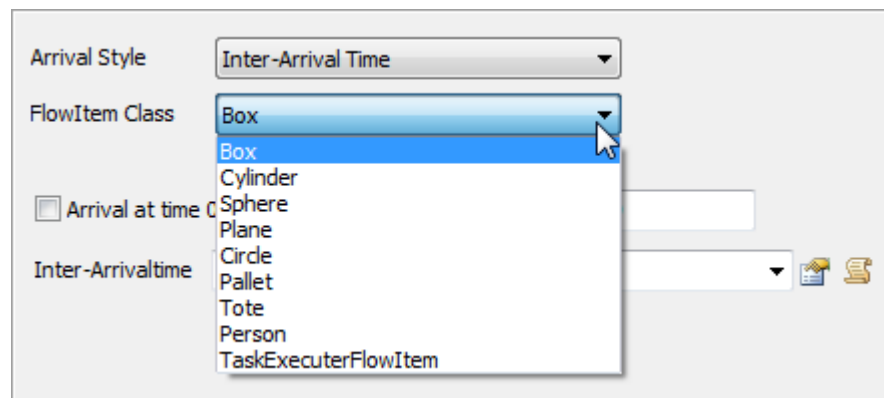 Arrival Style Inter-Arrival Time
FlowItem Class Box
Box
Cylinder
Arrival at time 0 Sphere
Plane
Circle
Inter-Arrivaltime
Pallet
Tote
Person
TaskExecuterFlowItem